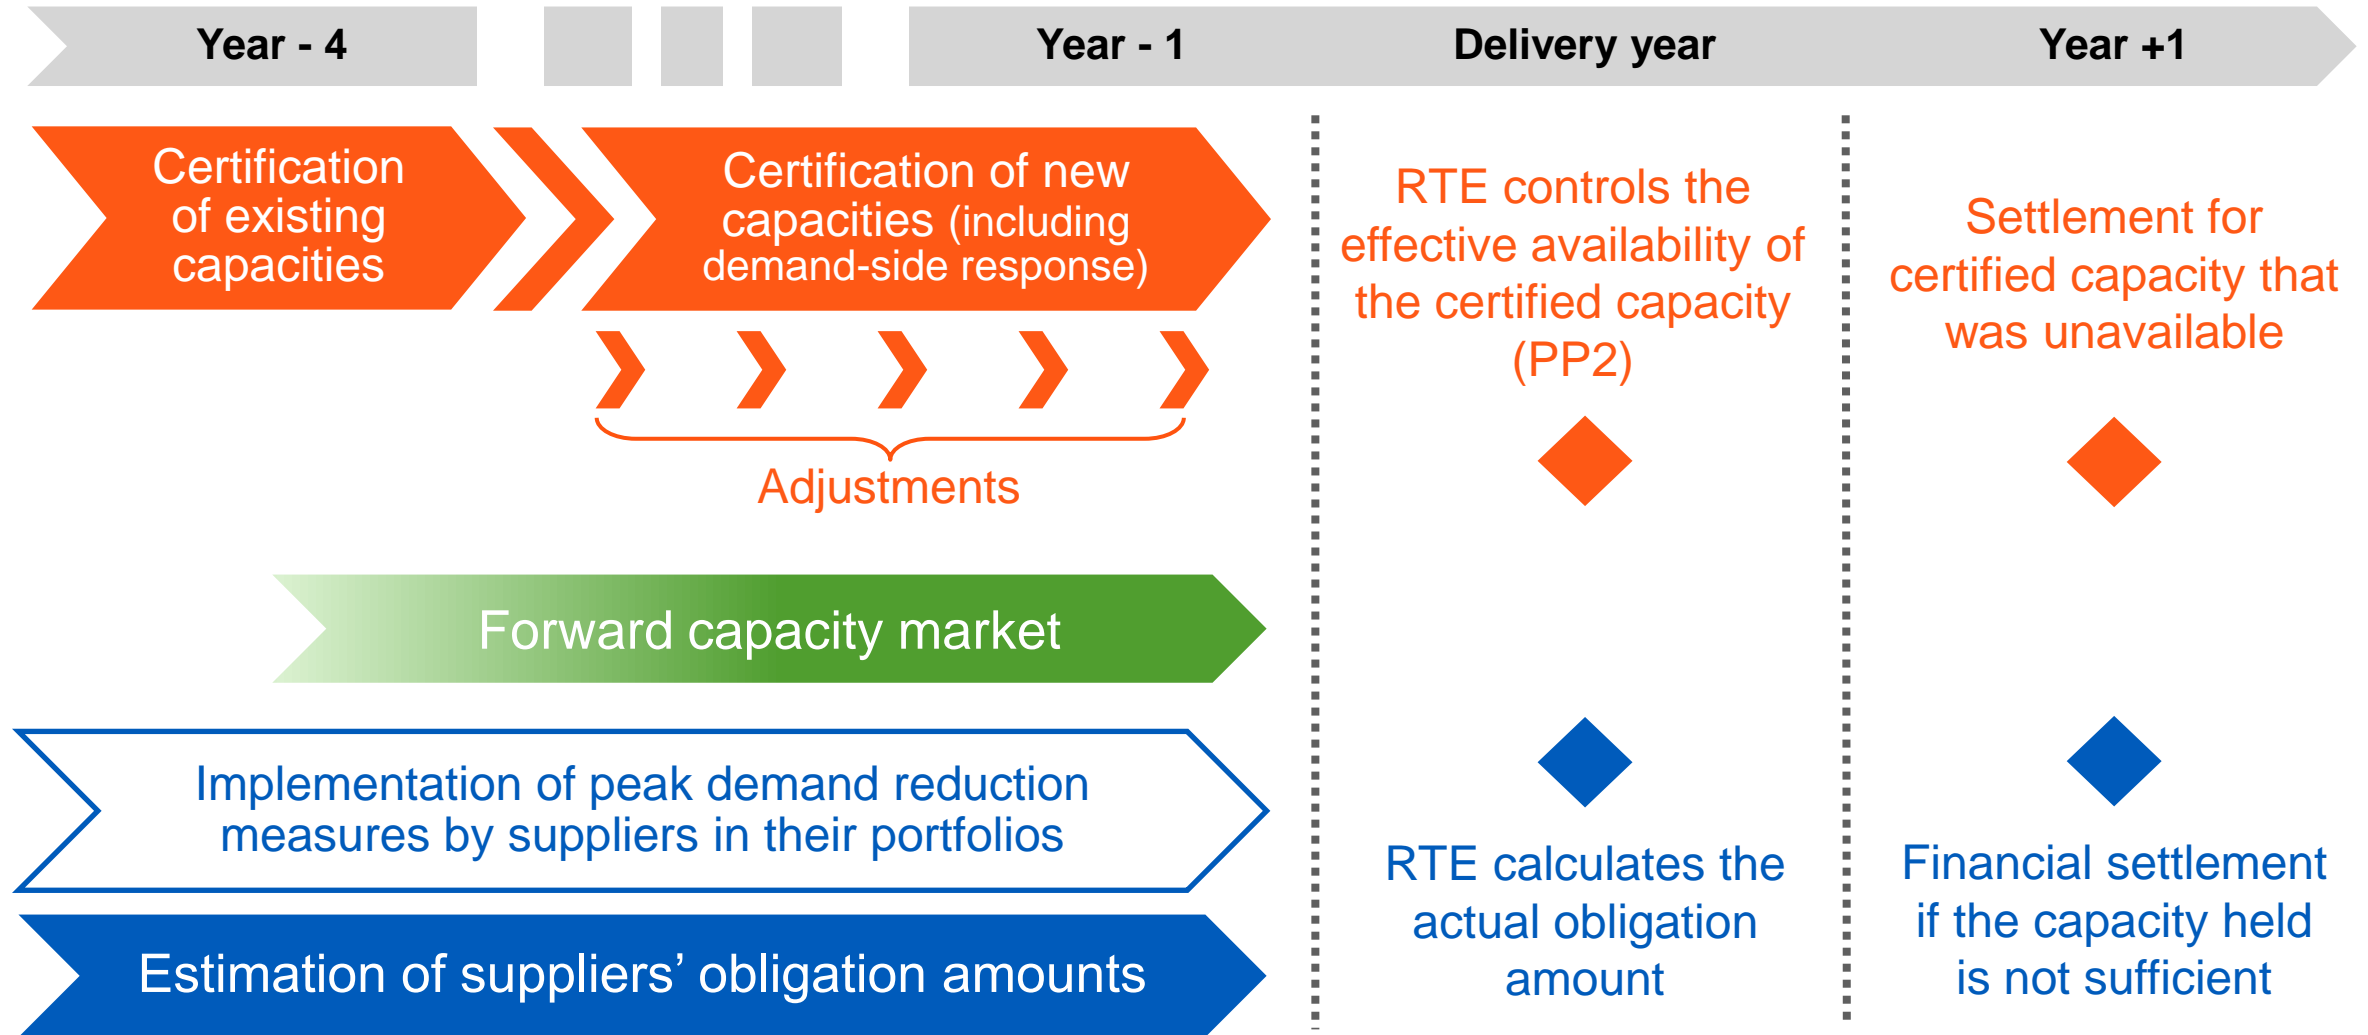 Year - 4
Year - 1
Delivery year
Year +1
Certification
of existing
capacities
Certification of new
capacities (including
demand-side response)
Adjustments
RTE controls the
effective availability of
the certified capacity
(PP2)
Settlement for
certified capacity that
was unavailable
Forward capacity market
Implementation of peak demand reduction
measures by suppliers in their portfolios
Estimation of suppliers’ obligation amounts
RTE calculates the
actual obligation
amount
Financial settlement
if the capacity held
is not sufficient